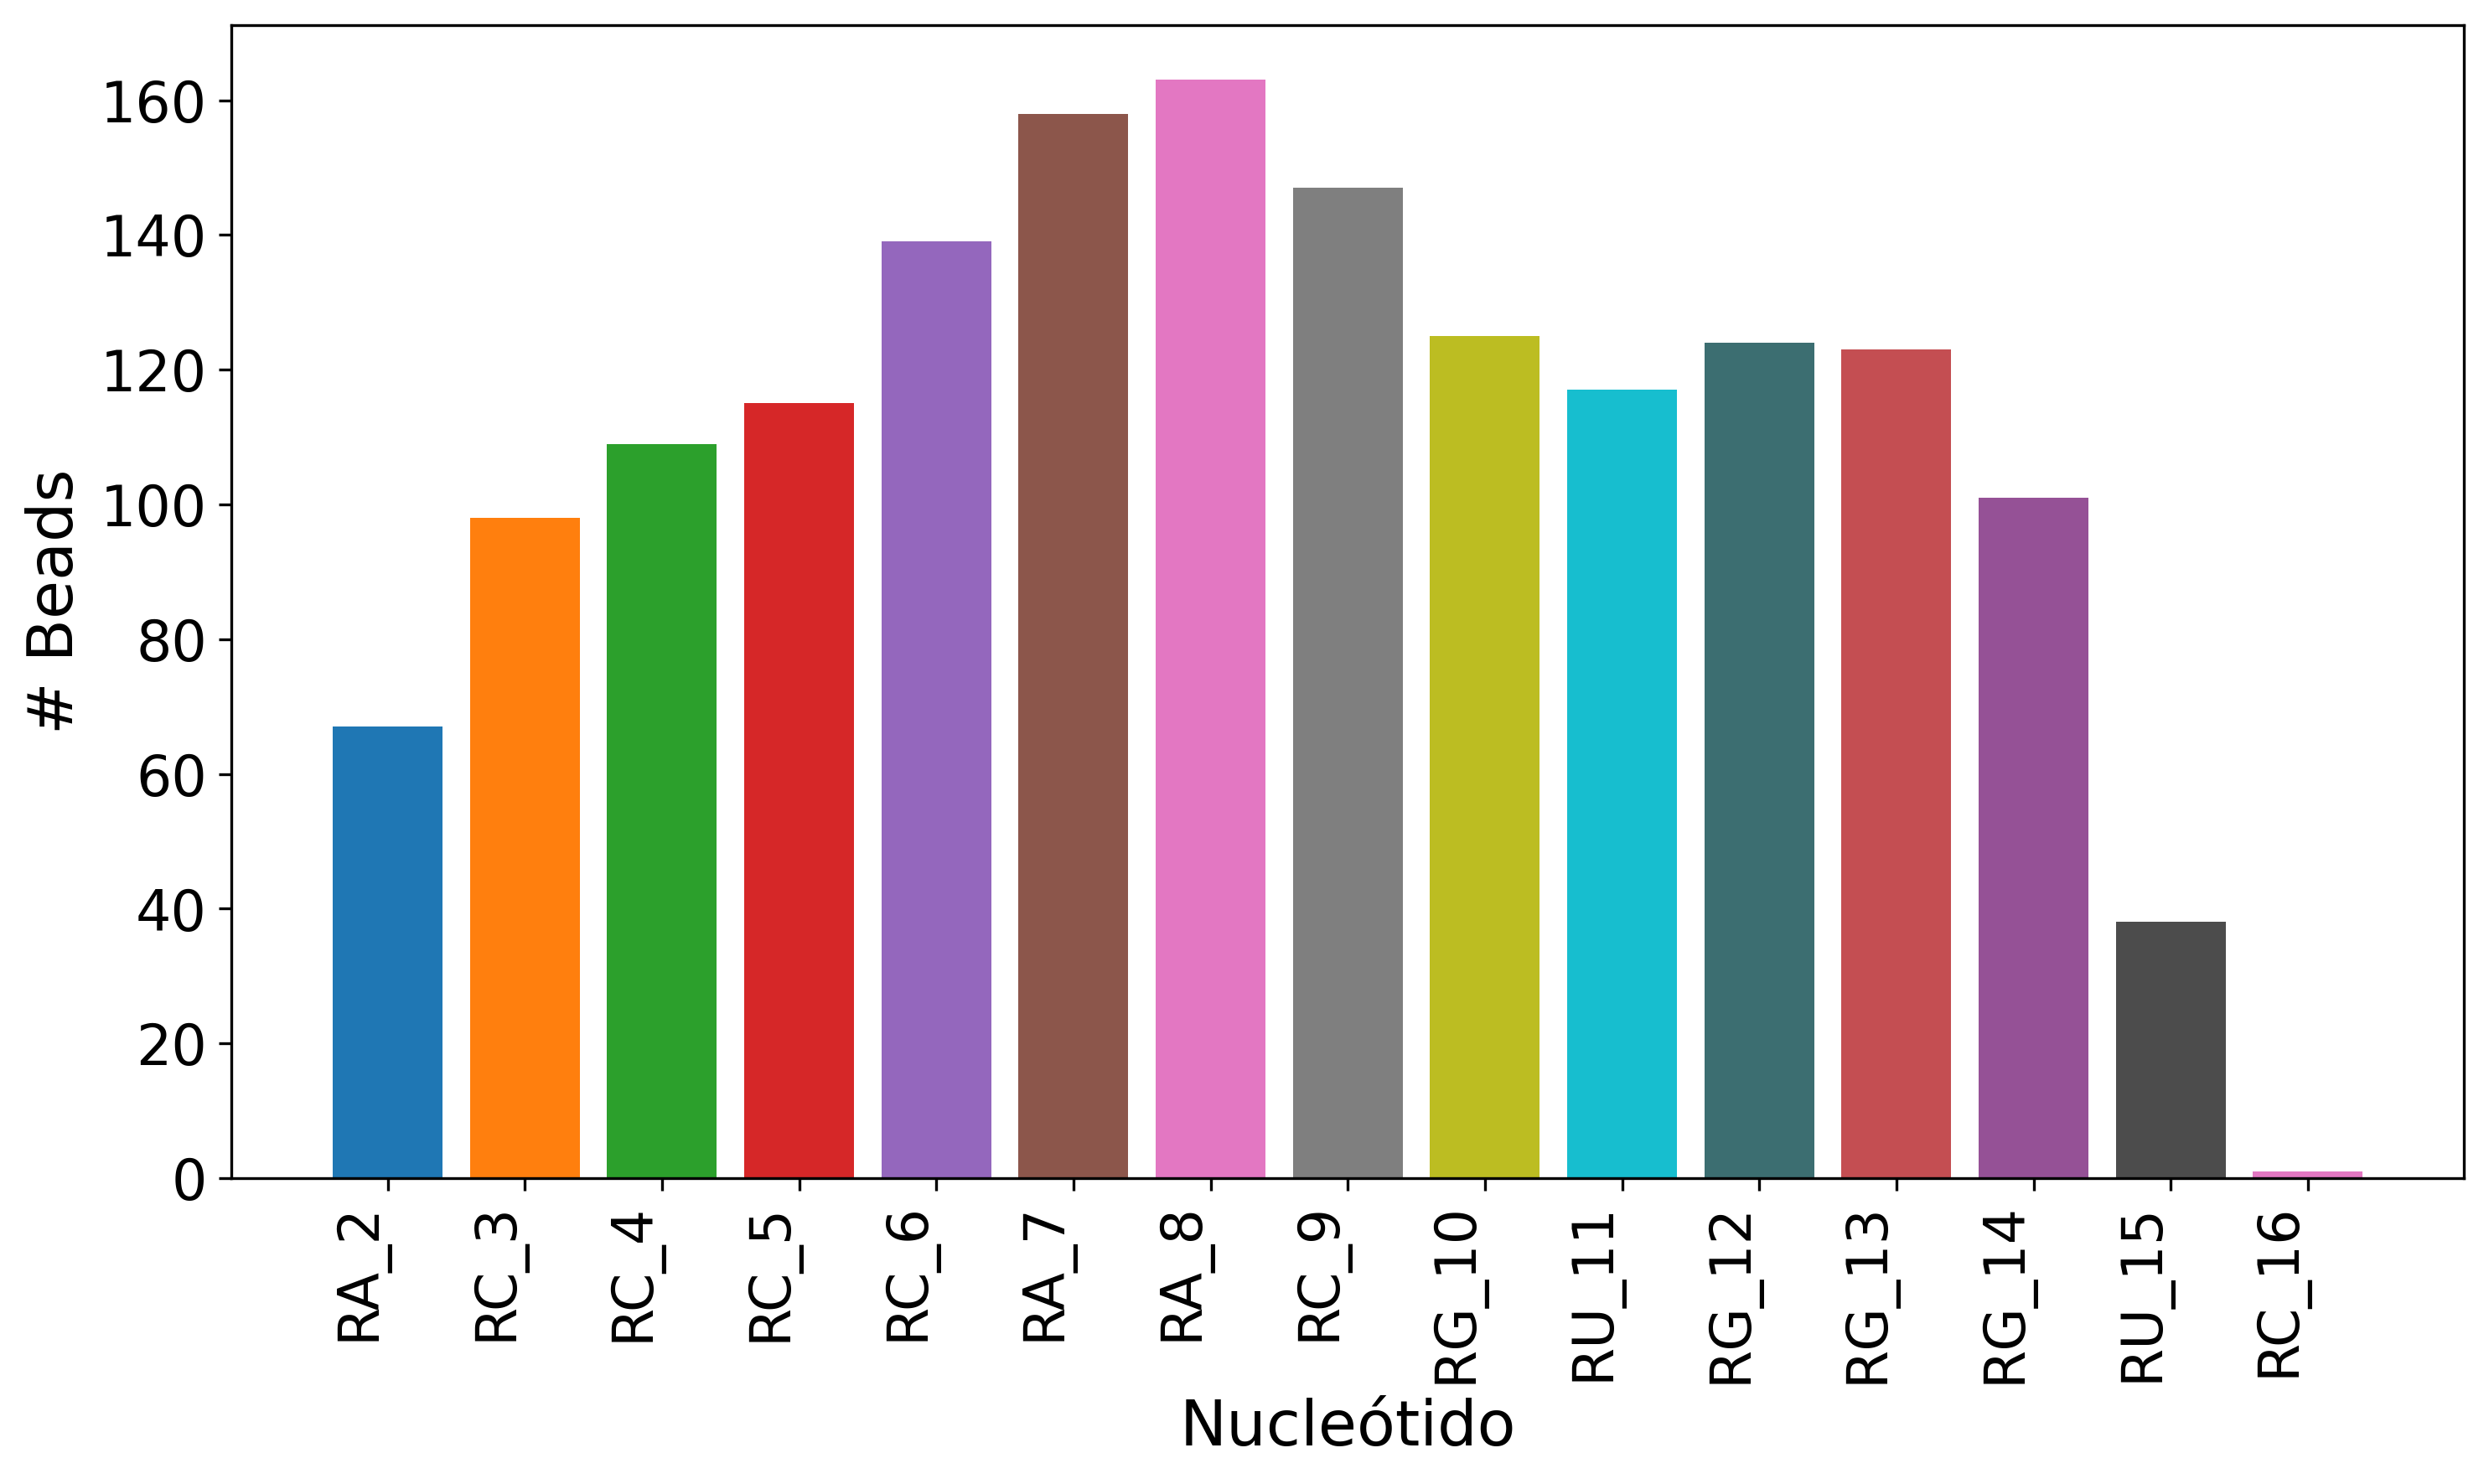 # Beads
160
140
120
100
80
60
40
20
0
RA_2
RC_3
RC_4
RC_5
RC_6
RA_7
RA_8
RC_9
RG_10
RU_11
RG_12
RG_13
RG_14
RU_15
RC_16
Nucleótido